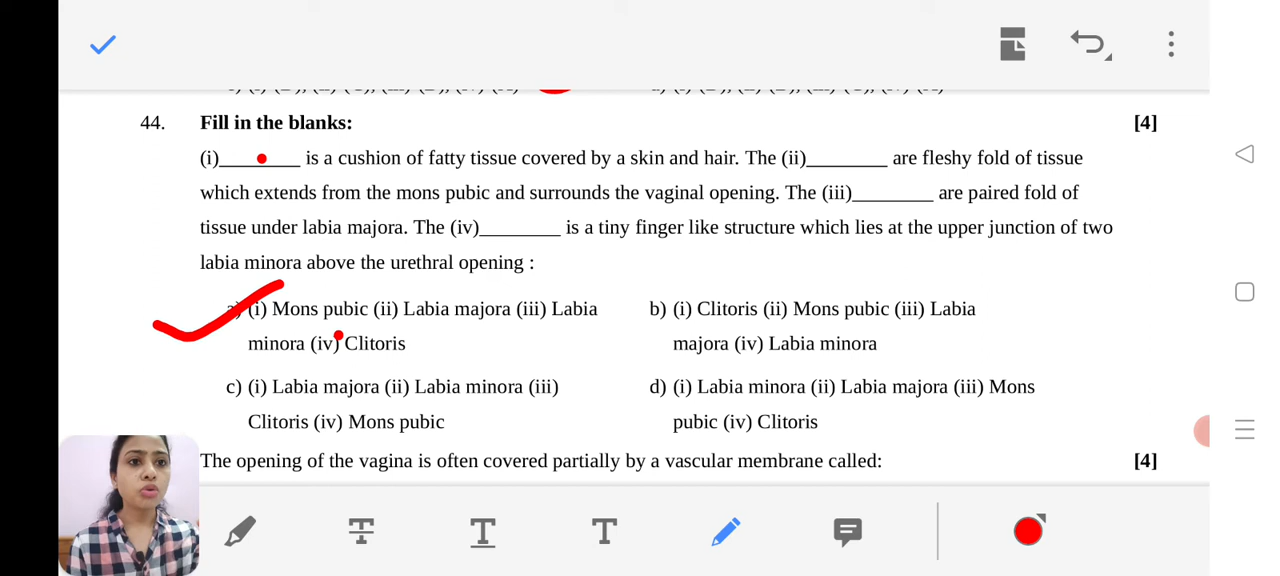 44. Fill in the blanks: [4]
(i)________ is a cushion of fatty tissue covered by a skin and hair. The (ii)________ are fleshy fold of tissue
which extends from the mons pubic and surrounds the vaginal opening. The (iii)________ are paired fold of
tissue under labia majora. The (iv)________ is a tiny finger like structure which lies at the upper junction of two
labia minora above the urethral opening :
a) (i) Mons pubic (ii) Labia majora (iii) Labia
minora (iv) Clitoris
b) (i) Clitoris (ii) Mons pubic (iii) Labia
majora (iv) Labia minora
c) (i) Labia majora (ii) Labia minora (iii)
Clitoris (iv) Mons pubic
d) (i) Labia minora (ii) Labia majora (iii) Mons
pubic (iv) Clitoris
The opening of the vagina is often covered partially by a vascular membrane called: [4]
T T T